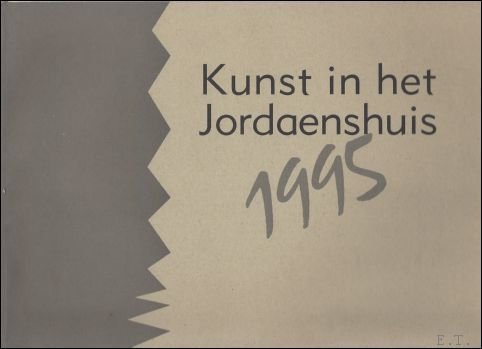 Kunst in het
Jordaenshuis
1995
E.T.